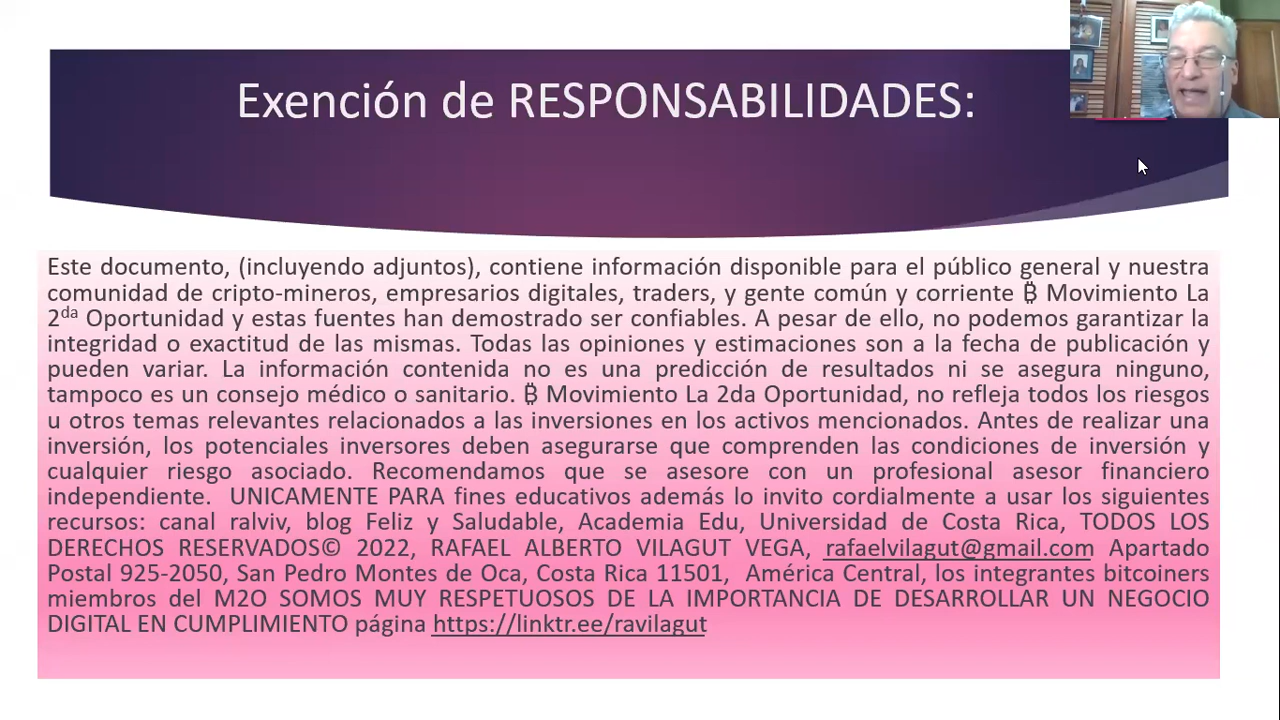 Exención de RESPONSABILIDADES:
Este documento, (incluyendo adjuntos), contiene información disponible para el público general y nuestra
comunidad de cripto-mineros, empresarios digitales, traders, y gente común y corriente ₿ Movimiento La
2da Oportunidad y estas fuentes han demostrado ser confiables. A pesar de ello, no podemos garantizar la
integridad o exactitud de las mismas. Todas las opiniones y estimaciones son a la fecha de publicación y
pueden variar. La información contenida no es una predicción de resultados ni se asegura ninguno,
tampoco es un consejo médico o sanitario. ₿ Movimiento La 2da Oportunidad, no refleja todos los riesgos
u otros temas relevantes relacionados a las inversiones en los activos mencionados. Antes de realizar una
inversión, los potenciales inversores deben asegurarse que comprenden las condiciones de inversión y
cualquier riesgo asociado. Recomendamos que se asesore con un profesional asesor financiero
independiente. UNICAMENTE PARA fines educativos además lo invito cordialmente a usar los siguientes
recursos: canal ralviv, blog Feliz y Saludable, Academia Edu, Universidad de Costa Rica, TODOS LOS
DERECHOS RESERVADOS© 2022, RAFAEL ALBERTO VILAGUT VEGA, rafaelvilagut@gmail.com Apartado
Postal 925-2050, San Pedro Montes de Oca, Costa Rica 11501, América Central, los integrantes bitcoiners
miembros del M2O SOMOS MUY RESPETUOSOS DE LA IMPORTANCIA DE DESARROLLAR UN NEGOCIO
DIGITAL EN CUMPLIMIENTO página https://linktr.ee/ravilagut